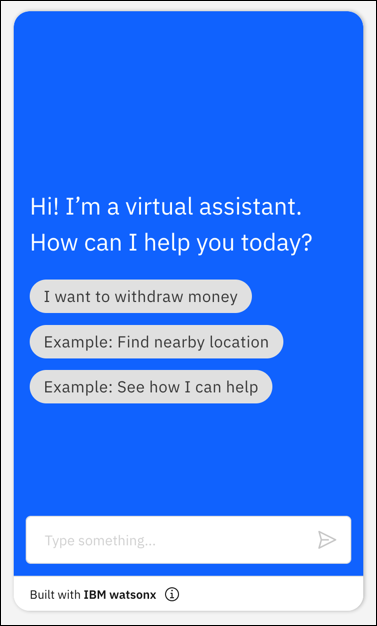 Hi! I’m a virtual assistant.
How can I help you today?
I want to withdraw money
Example: Find nearby location
Example: See how I can help
Type something...
Built with IBM watsonx